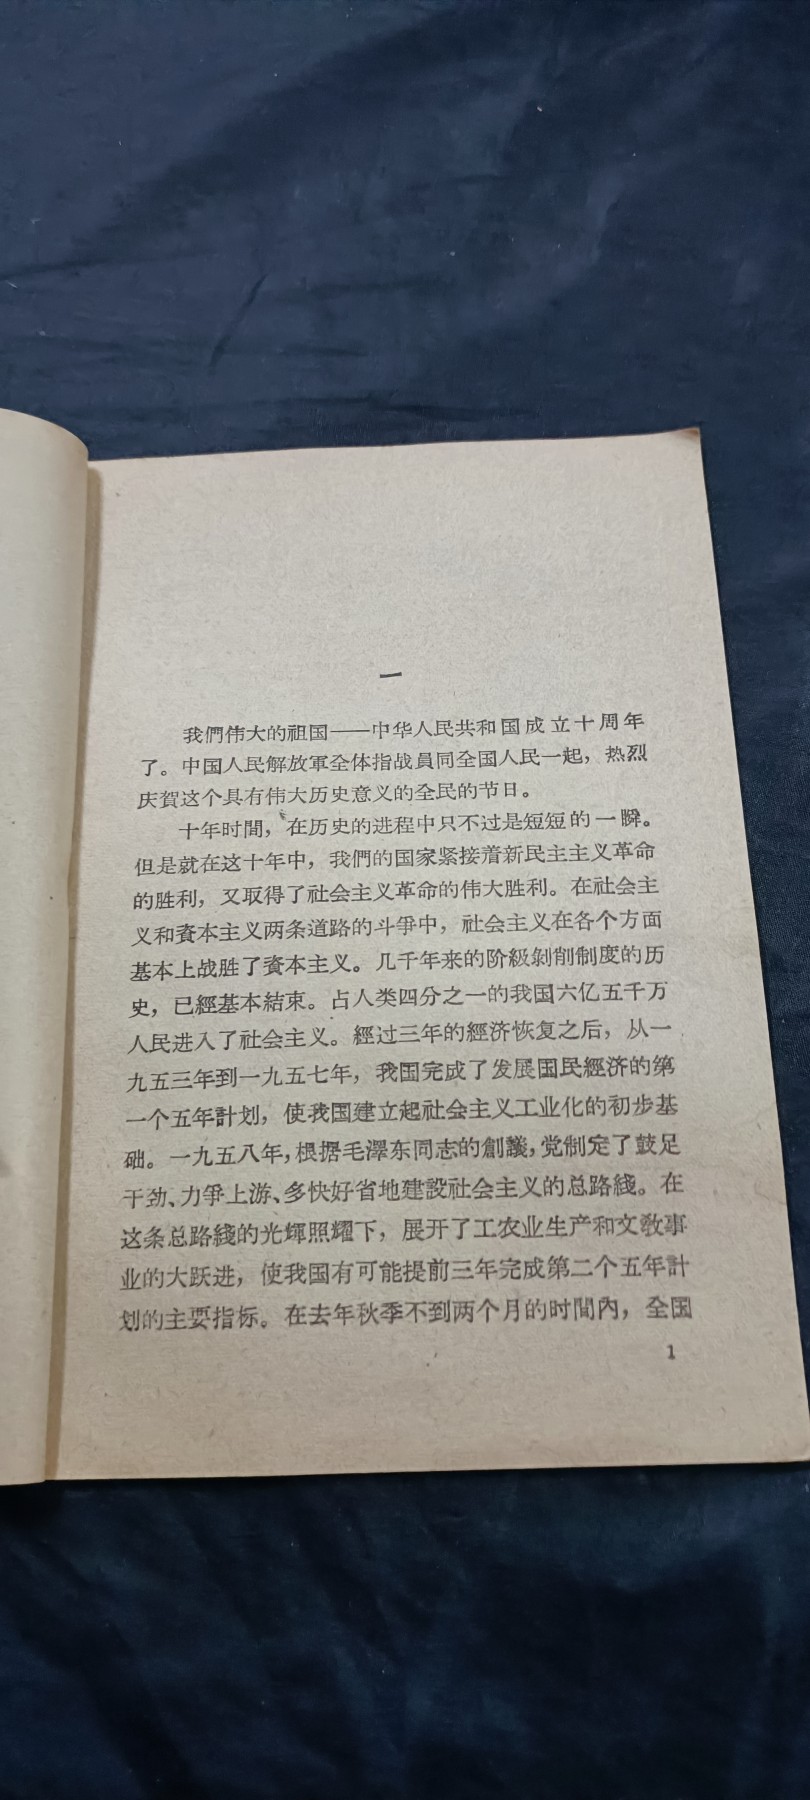 一
我們伟大的祖国——中华人民共和国成立十周年
了。中国人民解放軍全体指战員同全国人民一起，热烈
庆賀这个具有伟大历史意义的全民的节日。
十年时間，在历史的进程中只不过是短短的一瞬。
但是就在这十年中，我們的国家紧接着新民主主义革命
的胜利，又取得了社会主义革命的伟大胜利。在社会主
义和資本主义两条道路的斗爭中，社会主义在各个方面
基本上战胜了資本主义。几千年来的阶級剝削制度的历
史，已經基本結束。占人类四分之一的我国六亿五千万
人民进入了社会主义。經过三年的經济恢复之后，从一
九五三年到一九五七年，我国完成了发展国民經济的第
一个五年計划，使我国建立起社会主义工业化的初步基
础。一九五八年，根据毛澤东同志的創議，党制定了鼓足
干劲、力爭上游、多快好省地建設社会主义的总路綫。在
这条总路綫的光輝照耀下，展开了工农业生产和文教事
业的大跃进，使我国有可能提前三年完成第二个五年計
划的主要指标。在去年秋季不到两个月的时間內，全国
1